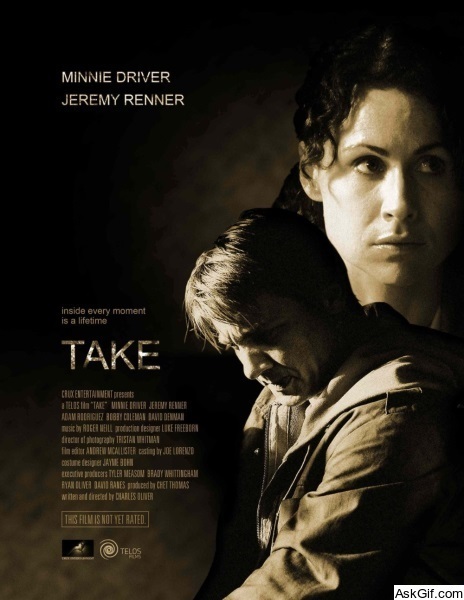 MINNIE DRIVER
JEREMY RENNER
inside every moment
is a lifetime
TAKE
CRUX ENTERTAINMENT presents
a TELOS film "TAKE" MINNIE DRIVER JEREMY RENNER
ADAM RODRIGUEZ BOBBY COLEMAN DAVID DENMAN
music by ROGER NEILL production designer LUKE FREEBORN
director of photography TRISTAN WHITMAN
film editor ANDREW MCALLISTER casting by JOE LORENZO
costume designer JAYME BOHN
executive producers TYLER MEASOM BRADY WHITTINGHAM
RYAN OLIVER DAVID RANES produced by CHET THOMAS
written and directed by CHARLES OLIVER
THIS FILM IS NOT YET RATED.
TELOS
FILMS
AskGif.com